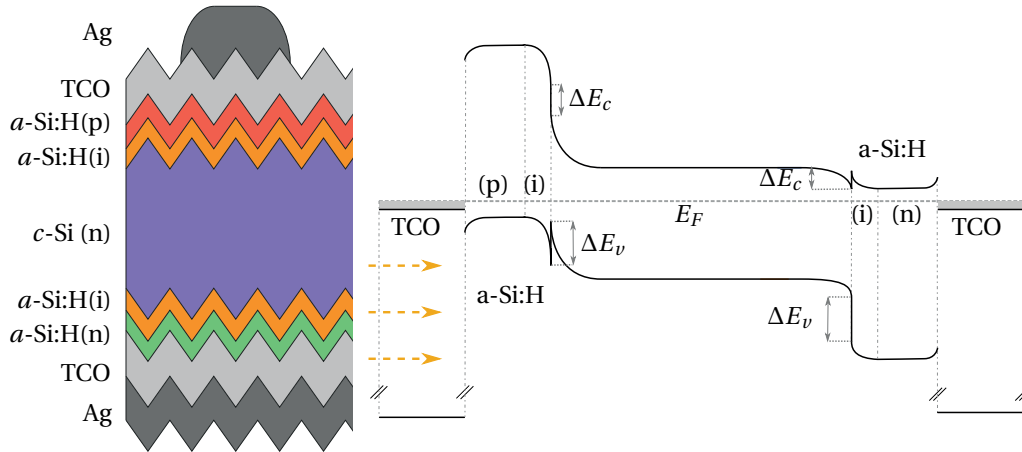 Ag
TCO
a-Si:H(p)
a-Si:H(i)
c-Si (n)
a-Si:H(i)
a-Si:H(n)
TCO
Ag
ΔE_c
a-Si:H
ΔE_c
(p) (i)
E_F
(i) (n)
TCO
TCO
ΔE_v
a-Si:H
ΔE_v